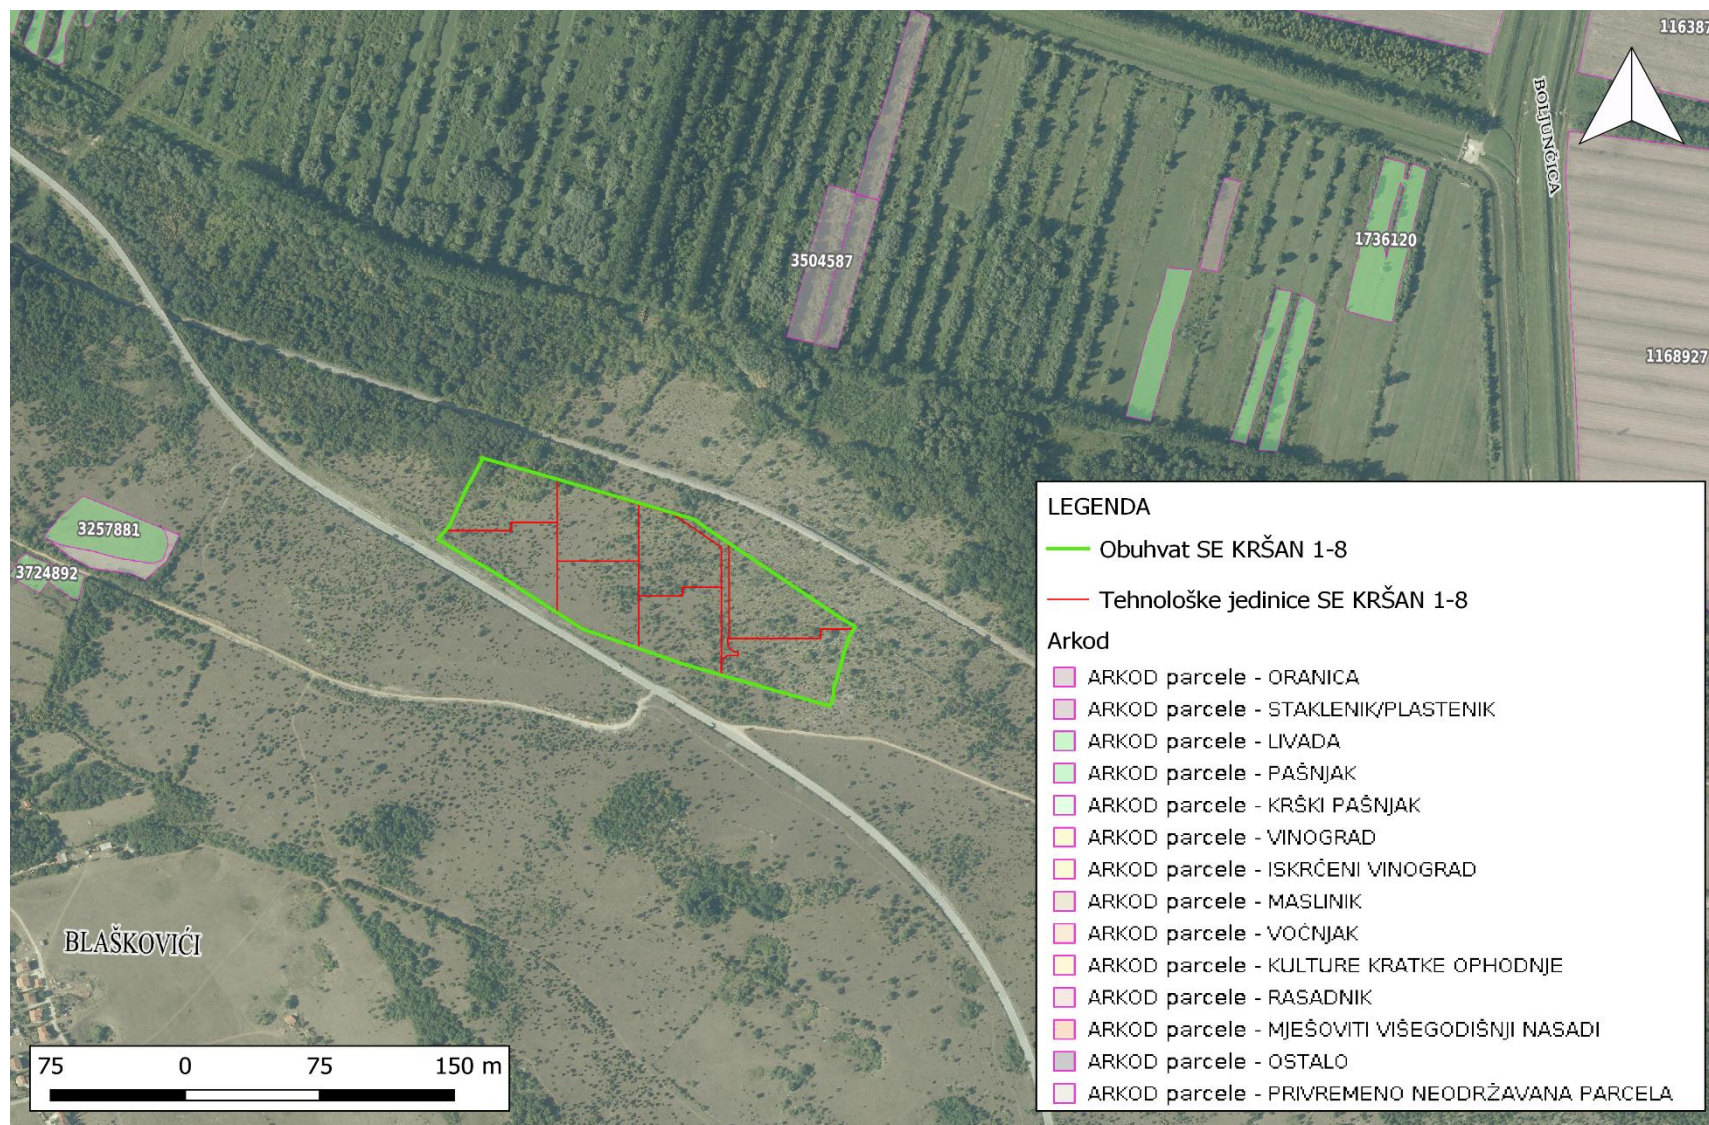 116387
BOLJUNČICA
3504587
1736120
1168927
3257881
3724892
LEGENDA
Obuhvat SE KRŠAN 1-8
Tehnološke jedinice SE KRŠAN 1-8
Arkod
ARKOD parcele - ORANICA
ARKOD parcele - STAKLENIK/PLASTENIK
ARKOD parcele - LIVADA
ARKOD parcele - PAŠNJAK
ARKOD parcele - KRŠKI PAŠNJAK
ARKOD parcele - VINOGRAD
ARKOD parcele - ISKRČENI VINOGRAD
ARKOD parcele - MASLINIK
ARKOD parcele - VOĆNJAK
ARKOD parcele - KULTURE KRATKE OPHODNJE
ARKOD parcele - RASADNIK
ARKOD parcele - MJEŠOVITI VIŠEGODIŠNJI NASADI
ARKOD parcele - OSTALO
ARKOD parcele - PRIVREMENO NEODRŽAVANA PARCELA
BLAŠKOVIĆI
75 0 75 150 m